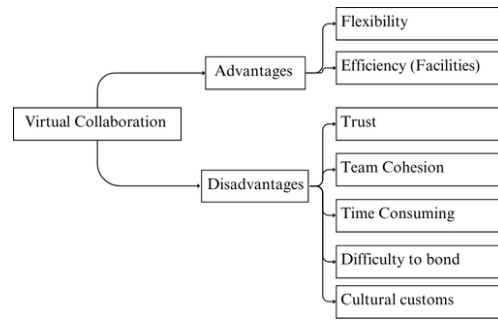 Flexibility
Efficiency (Facilities)
Advantages
Virtual Collaboration
Trust
Team Cohesion
Disadvantages
Time Consuming
Difficulty to bond
Cultural customs